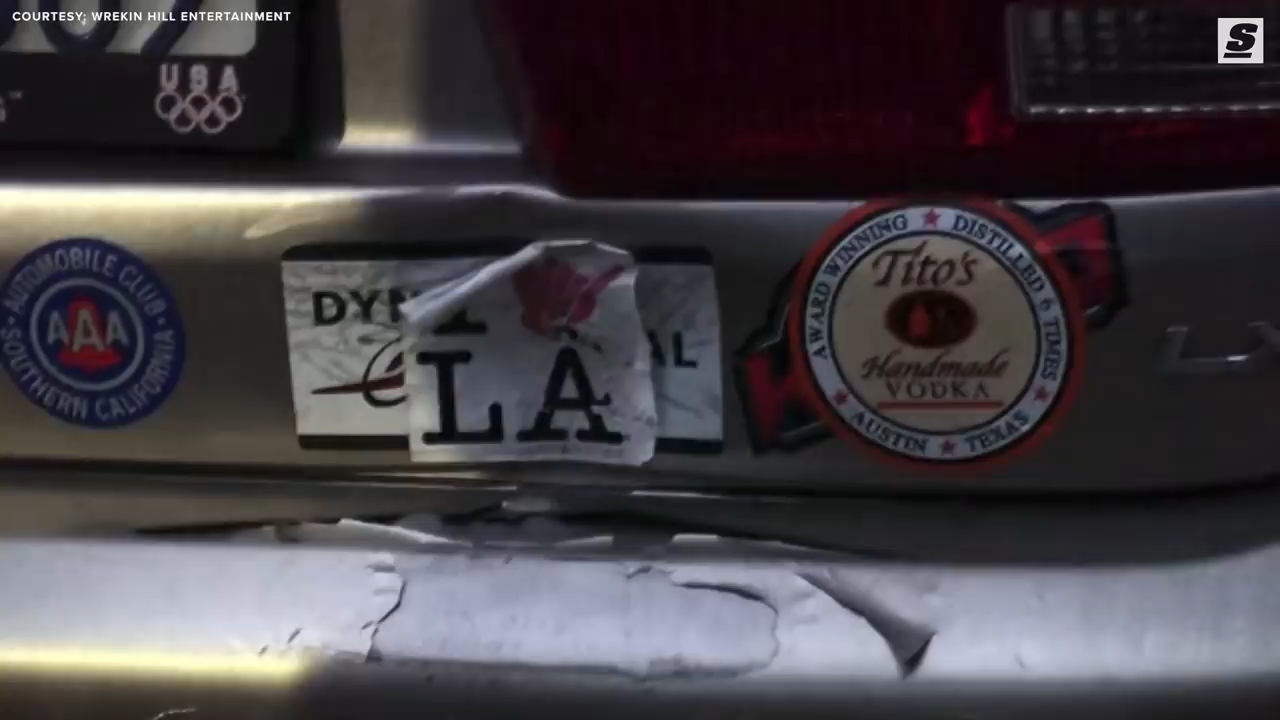 COURTESY: WREKIN HILL ENTERTAINMENT
S
USA
AUTOMOBILE CLUB
AAA
SOUTHERN CALIFORNIA
DYN
AL
LA
AWARD WINNING ★ DISTILLED 6 TIMES
Tito's
Handmade
VODKA
AUSTIN ★ TEXAS